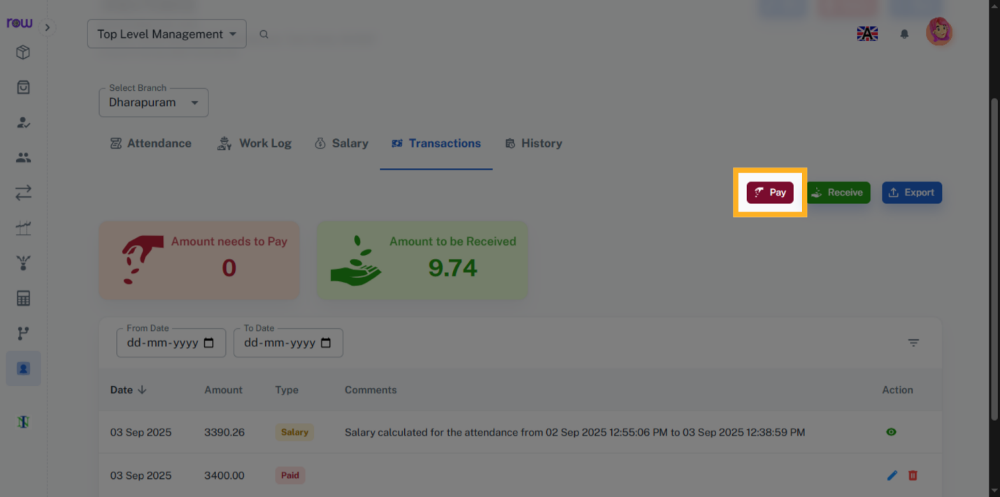 row
Top Level Management
A
Select Branch
Dharapuram
Attendance Work Log Salary Transactions History
Pay Receive Export
Amount needs to Pay
0
Amount to be Received
9.74
From Date To Date
dd-mm-yyyy dd-mm-yyyy
Date Amount Type Comments Action
03 Sep 2025 3390.26 Salary Salary calculated for the attendance from 02 Sep 2025 12:55:06 PM to 03 Sep 2025 12:38:59 PM
03 Sep 2025 3400.00 Paid